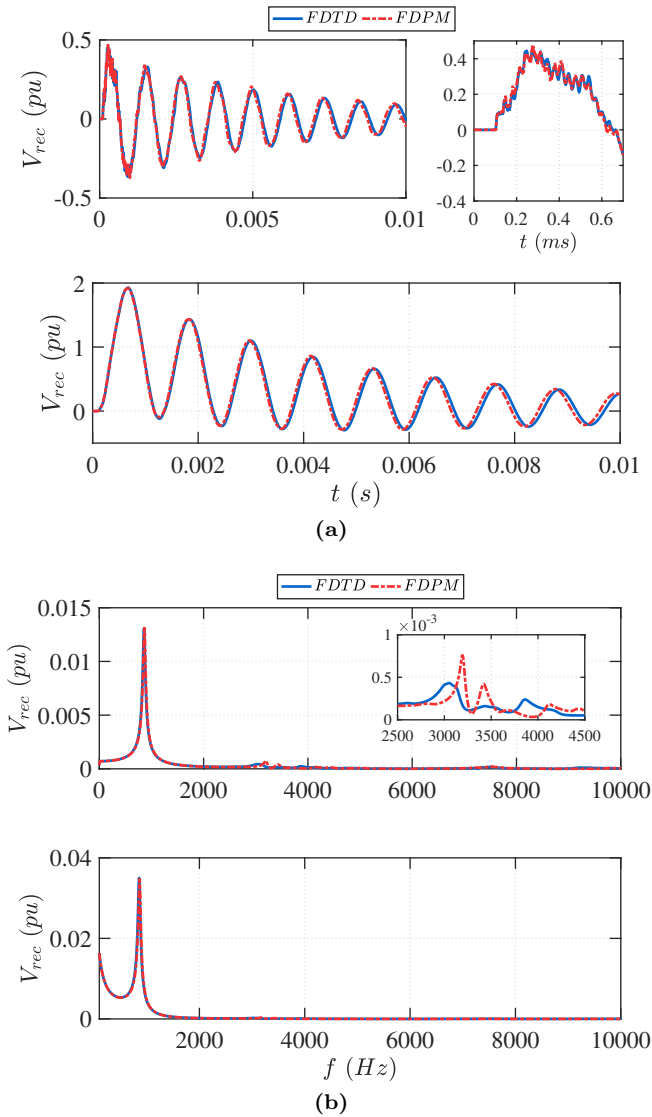 FDTD FDPM
0.5
0
-0.5
V_rec (pu)
0 0.005 0.01
0.4
0.2
0
-0.2
-0.4
0 0.2 0.4 0.6
t (ms)
2
1
0
V_rec (pu)
0 0.002 0.004 0.006 0.008 0.01
t (s)
(a)
FDTD FDPM
0.015
0.01
0.005
0
V_rec (pu)
1 ×10⁻³
0.5
0
2500 3000 3500 4000 4500
2000 4000 6000 8000 10000
0.04
0.02
0
V_rec (pu)
2000 4000 6000 8000 10000
f (Hz)
(b)